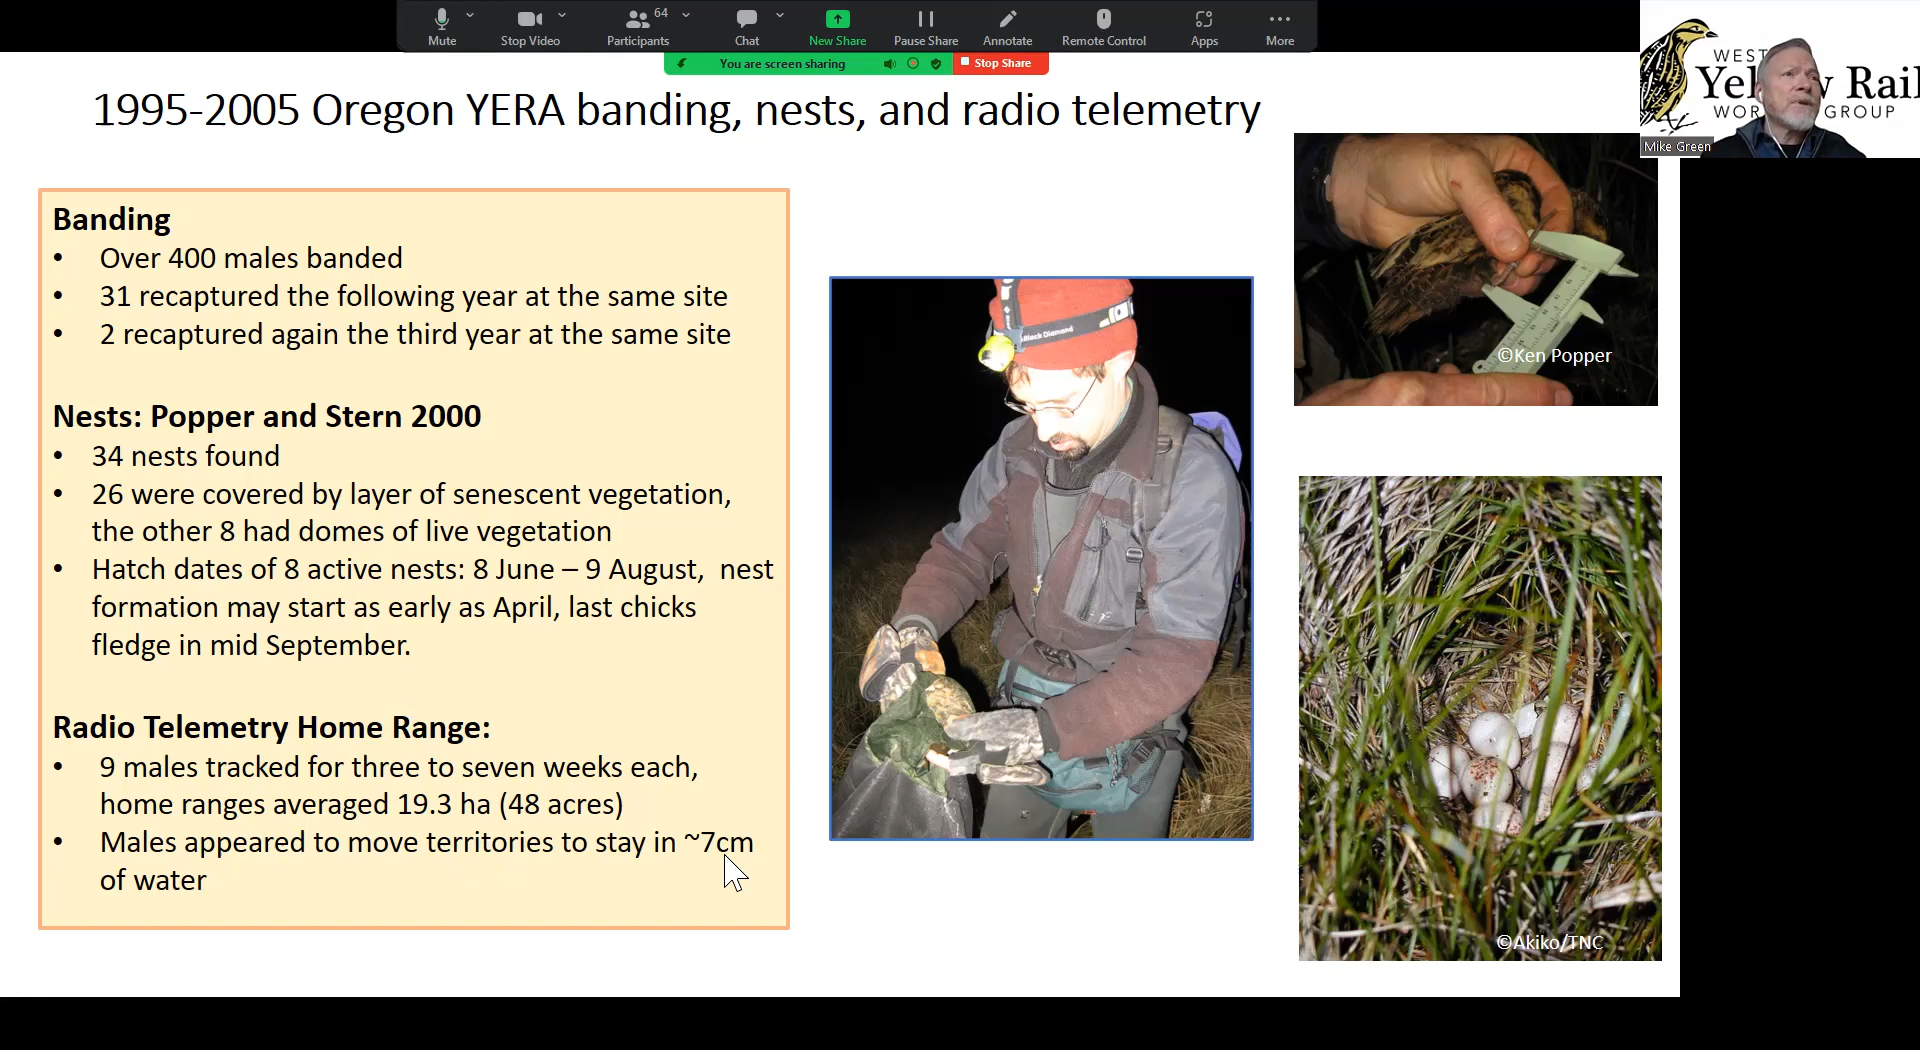 Mute
Stop Video
64
Participants
Chat
New Share
Pause Share
Annotate
Remote Control
Apps
More
You are screen sharing
Stop Share
WEST
Yel w Rail
WOR GROUP
Mike Green
1995-2005 Oregon YERA banding, nests, and radio telemetry
Banding
• Over 400 males banded
• 31 recaptured the following year at the same site
• 2 recaptured again the third year at the same site
Nests: Popper and Stern 2000
• 34 nests found
• 26 were covered by layer of senescent vegetation,
the other 8 had domes of live vegetation
• Hatch dates of 8 active nests: 8 June – 9 August, nest
formation may start as early as April, last chicks
fledge in mid September.
Radio Telemetry Home Range:
• 9 males tracked for three to seven weeks each,
home ranges averaged 19.3 ha (48 acres)
• Males appeared to move territories to stay in ~7cm
of water
Black Diamond
©Ken Popper
©Akiko/TNC